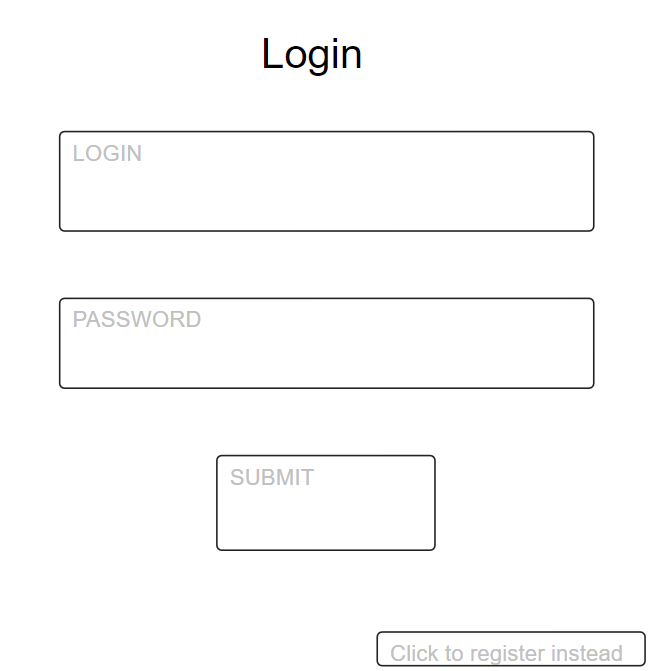 Login
LOGIN
PASSWORD
SUBMIT
Click to register instead